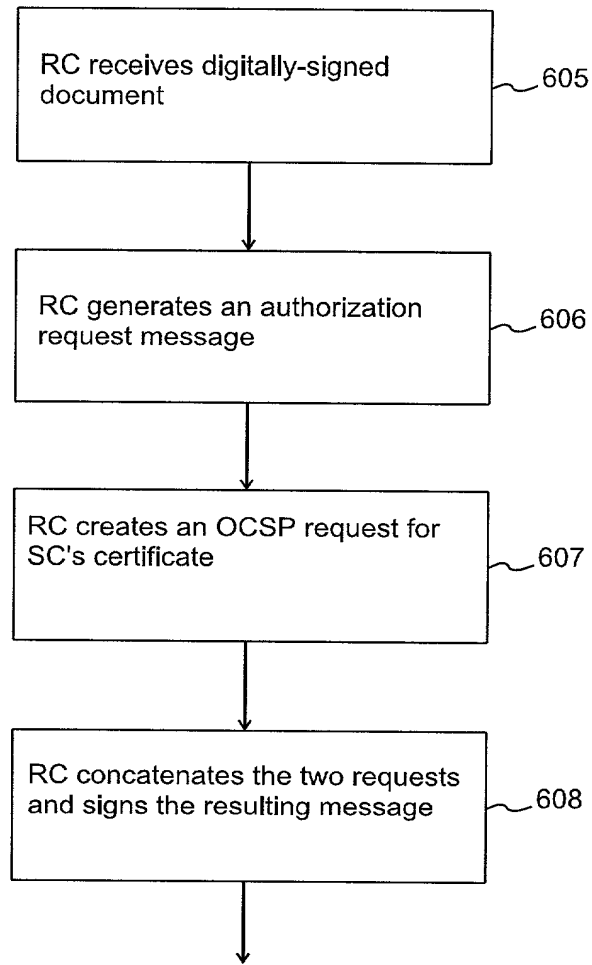 RC receives digitally-signed
document
605
RC generates an authorization
request message
606
RC creates an OCSP request for
SC's certificate
607
RC concatenates the two requests
and signs the resulting message
608